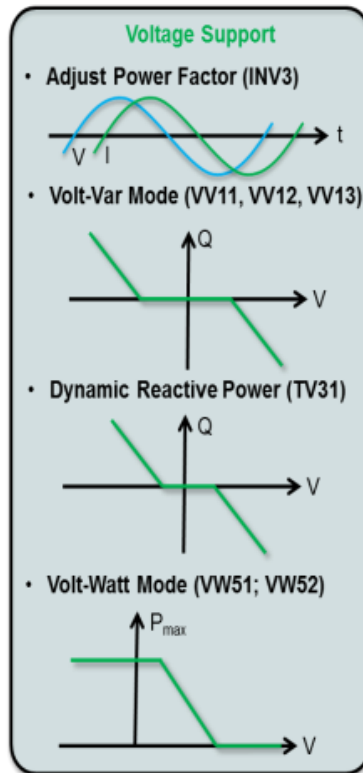 Voltage Support
• Adjust Power Factor (INV3)
t
V I
• Volt-Var Mode (VV11, VV12, VV13)
Q
V
• Dynamic Reactive Power (TV31)
Q
V
• Volt-Watt Mode (VW51; VW52)
Pmax
V